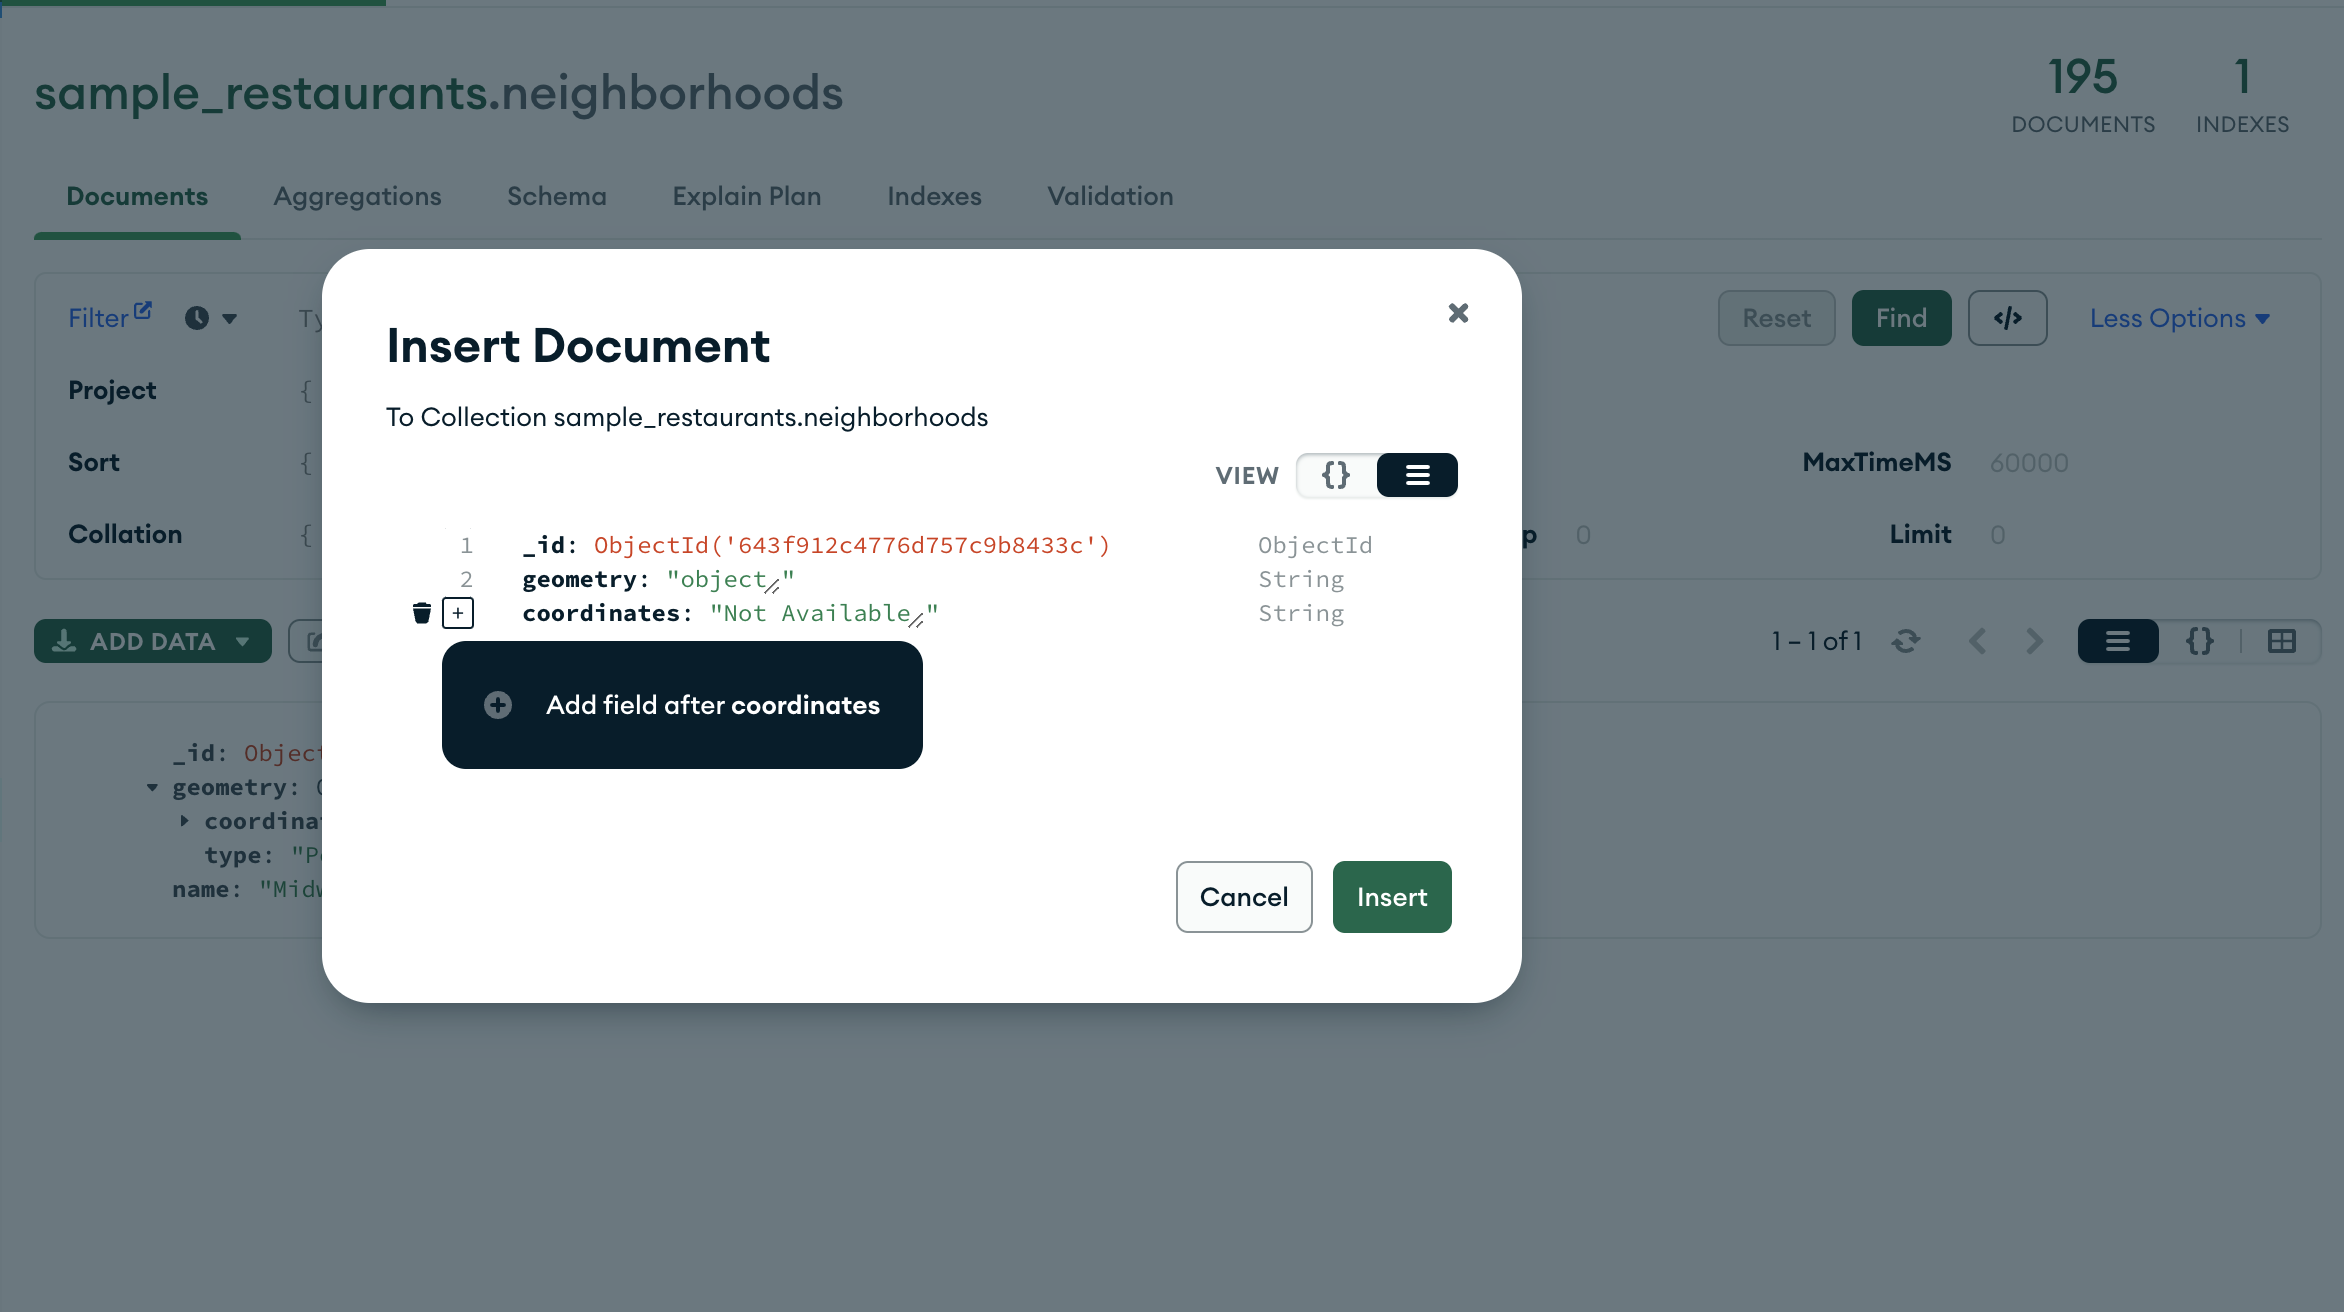 sample_restaurants.neighborhoods
195 DOCUMENTS
1 INDEXES
Documents Aggregations Schema Explain Plan Indexes Validation
Filter Reset Find </> Less Options
Project {
Sort { MaxTimeMS 60000
Collation { 0 Limit 0
Insert Document
To Collection sample_restaurants.neighborhoods
VIEW {}
1 _id: ObjectId('643f912c4776d757c9b8433c') ObjectId
2 geometry: "object" String
+ coordinates: "Not Available" String
Add field after coordinates
Cancel Insert
ADD DATA 1 – 1 of 1 {}
_id: Object
geometry:
coordina
type: "P
name: "Midw